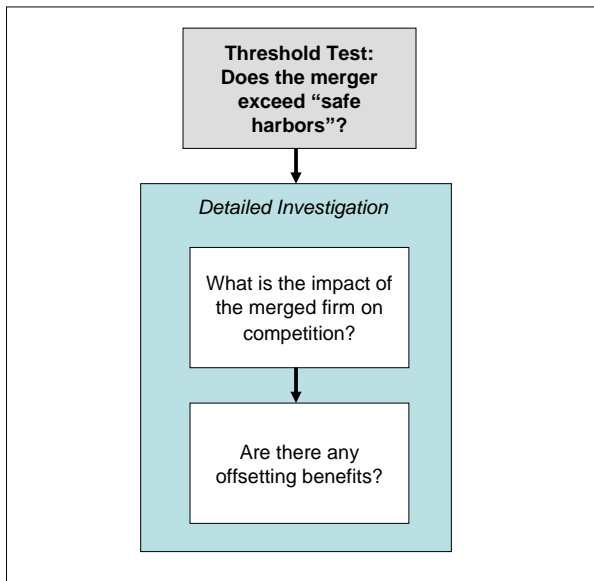 Threshold Test:
Does the merger
exceed “safe
harbors”?
Detailed Investigation
What is the impact of
the merged firm on
competition?
Are there any
offsetting benefits?